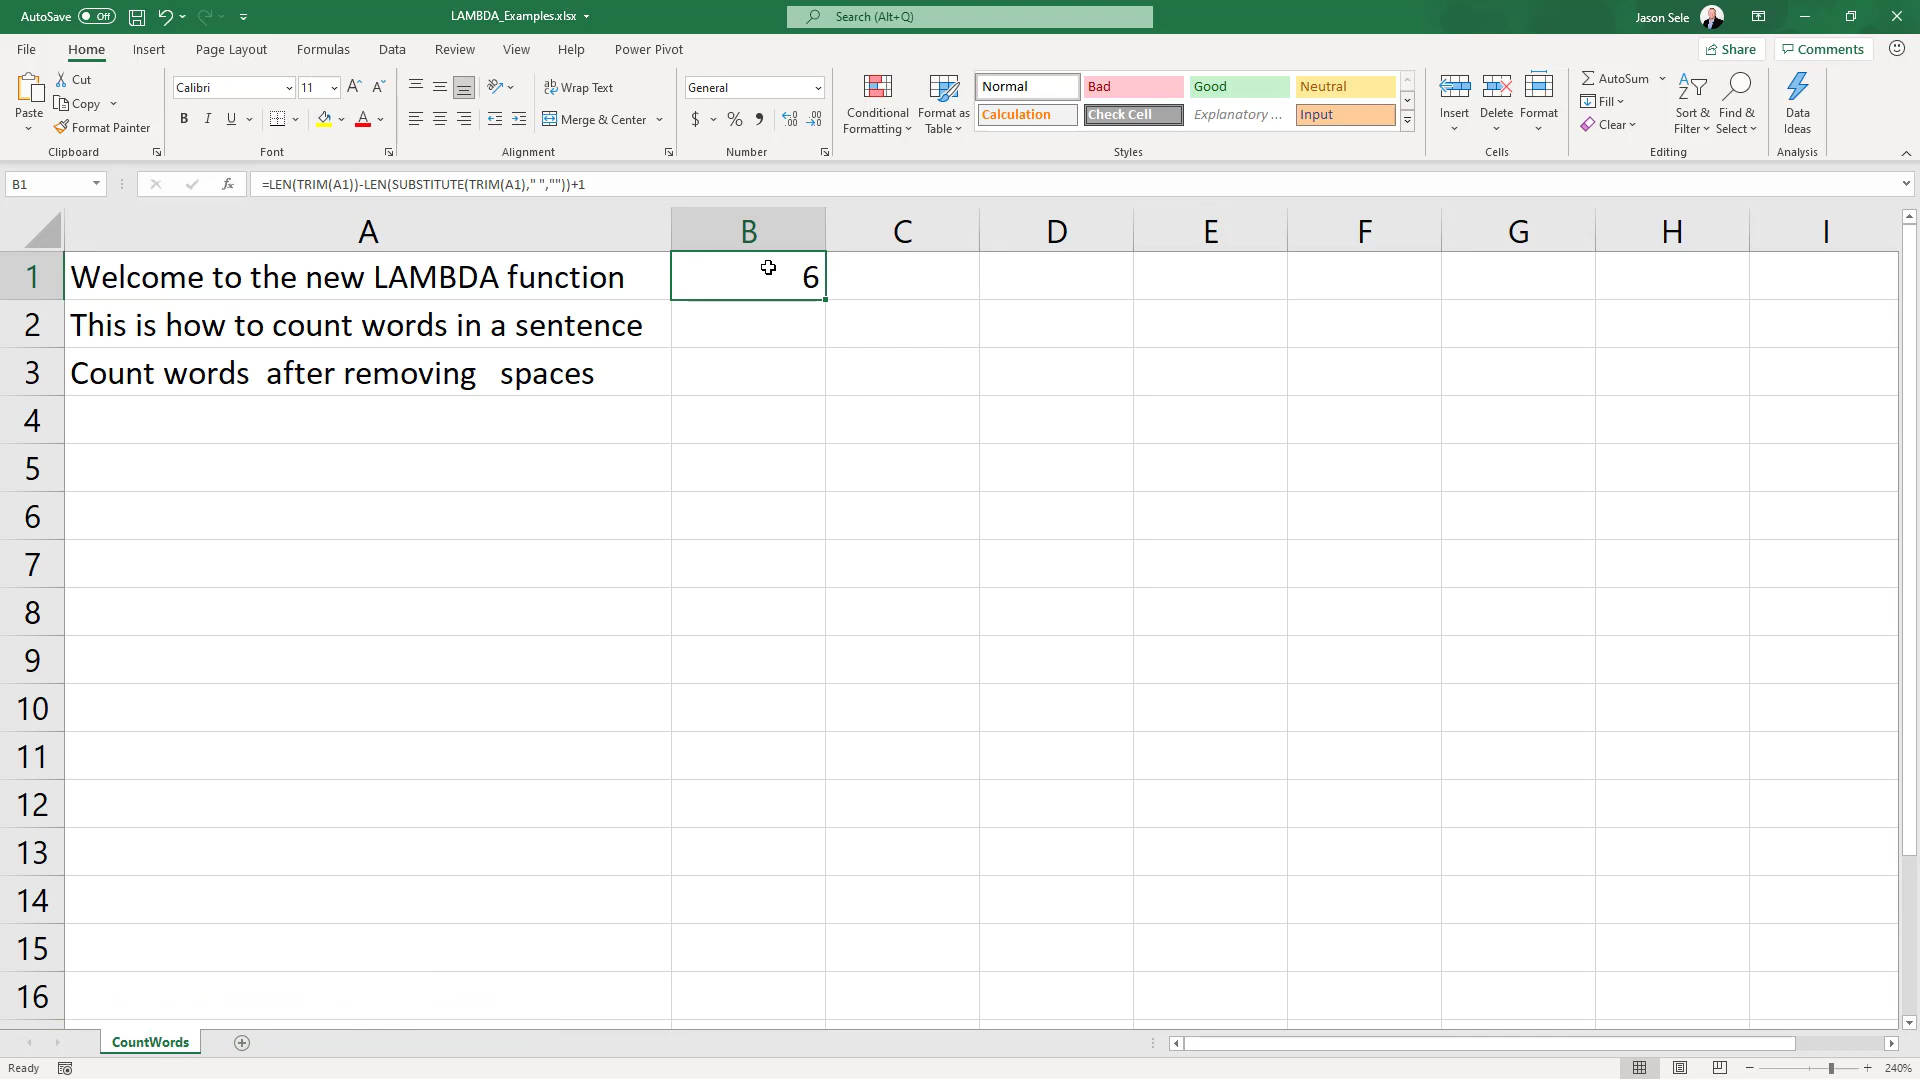 AutoSave Off LAMBDA_Examples.xlsx Search (Alt+Q) Jason Sele
File Home Insert Page Layout Formulas Data Review View Help Power Pivot Share Comments
Paste
Cut
Copy
Format Painter
Clipboard
Calibri 11
B I U A
Font
ab Wrap Text
Merge & Center
Alignment
General
$ % 9
Number
Conditional
Formatting
Format as
Table
Normal Bad Good Neutral
Calculation Check Cell Explanatory ... Input
Styles
Insert Delete Format
Cells
AutoSum
Fill
Clear
Sort &
Filter
Find &
Select
Editing
Data
Ideas
Analysis
B1 fx =LEN(TRIM(A1))-LEN(SUBSTITUTE(TRIM(A1)," ",""))+1
A B C D E F G H I
1 Welcome to the new LAMBDA function 6
2 This is how to count words in a sentence
3 Count words  after removing   spaces
4
5
6
7
8
9
10
11
12
13
14
15
16
CountWords
Ready 240%